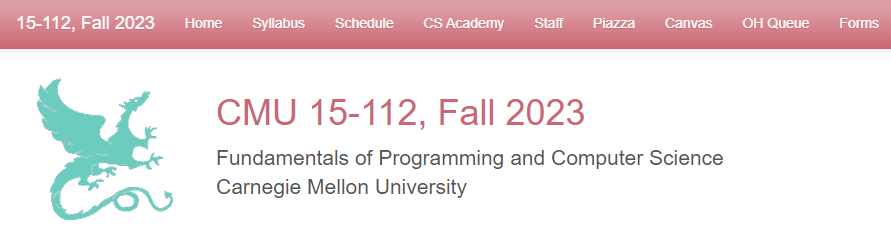 15-112, Fall 2023 Home Syllabus Schedule CS Academy Staff Piazza Canvas OH Queue Forms
CMU 15-112, Fall 2023
Fundamentals of Programming and Computer Science
Carnegie Mellon University